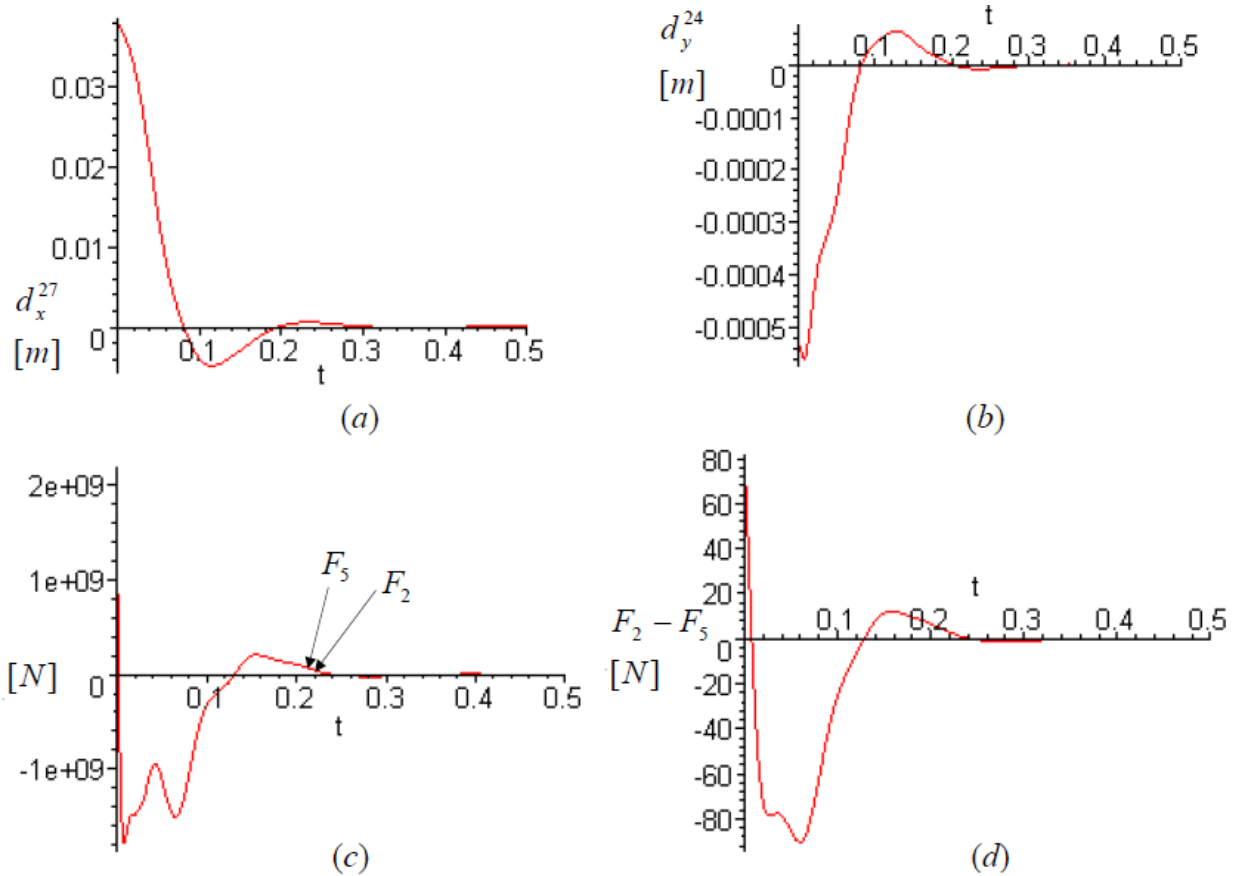 0.03
0.02
0.01
d_x^{27}
[m]
0
0.1 0.2 0.3 0.4 0.5
t
(a)
t
d_y^{24}
[m]
0.1 0.2 0.3 0.4 0.5
0
-0.0001
-0.0002
-0.0003
-0.0004
-0.0005
(b)
2e+09
1e+09
F_5
F_2
[N]
0
0.1 0.2 0.3 0.4 0.5
t
-1e+09
(c)
80
60
40
20
t
F_2 − F_5
[N]
0.1 0.2 0.3 0.4 0.5
0
-20
-40
-60
-80
(d)